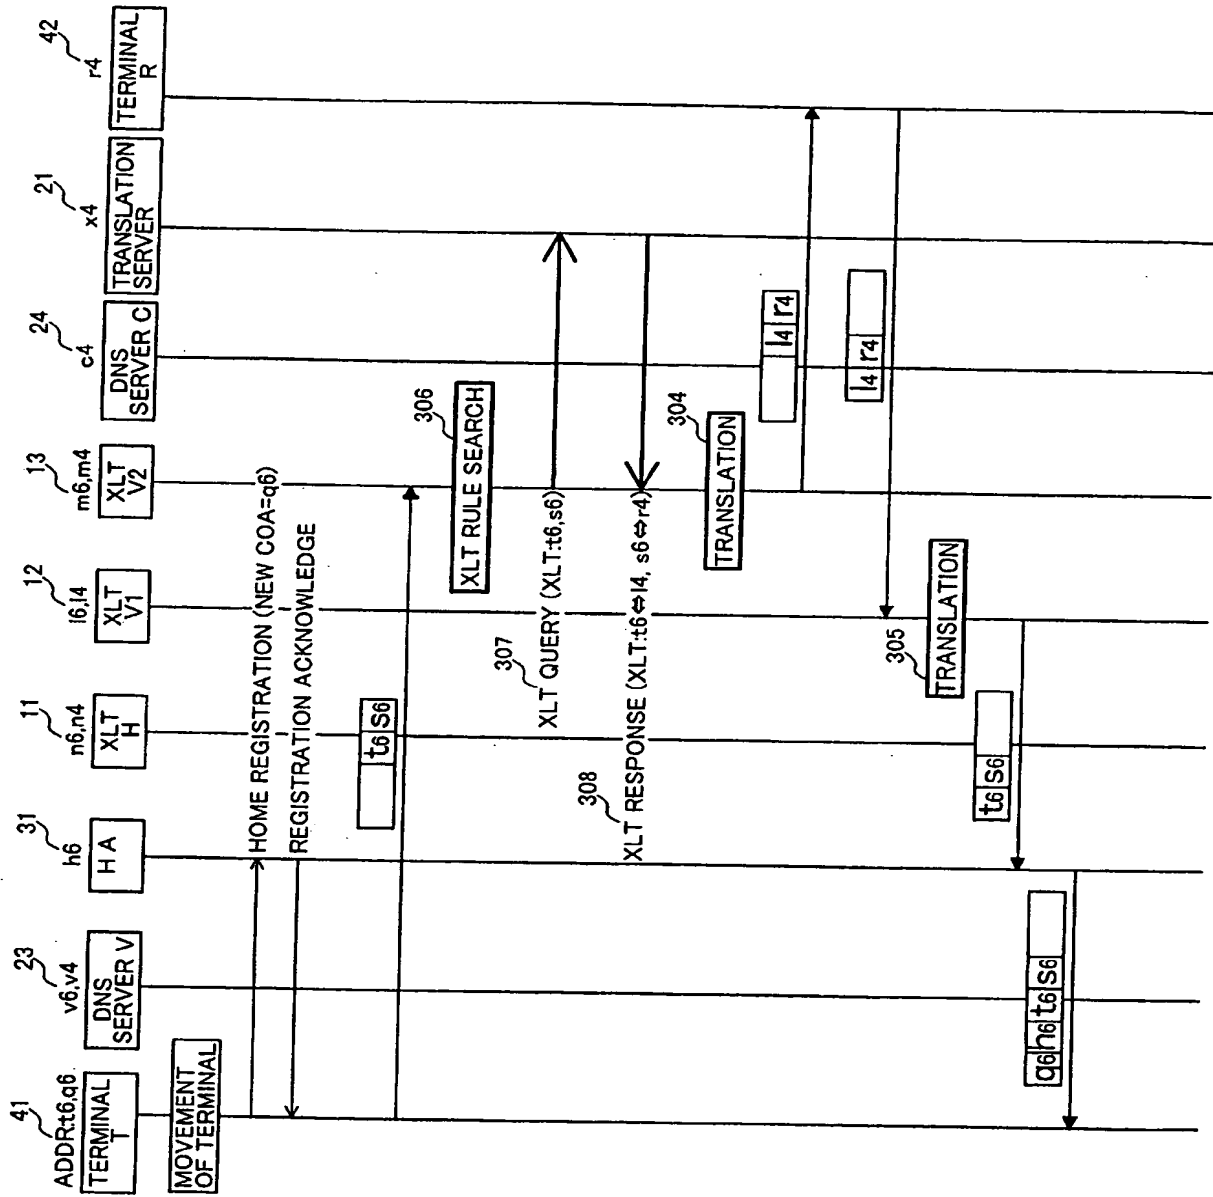 41
ADDR:t6,q6
TERMINAL
T
23
v6,v4
DNS
SERVER V
31
h6
H A
11
n6,n4
XLT
H
12
l6,l4
XLT
V1
13
m6,m4
XLT
V2
24
c4
DNS
SERVER C
21
x4
TRANSLATION
SERVER
42
r4
TERMINAL
R
MOVEMENT
OF TERMINAL
HOME REGISTRATION (NEW COA=q6)
REGISTRATION ACKNOWLEDGE
t6 s6
306
XLT RULE SEARCH
307
XLT QUERY (XLT:t6,s6)
308
XLT RESPONSE (XLT:t6⇔l4, s6⇔r4)
304
TRANSLATION
l4 r4
l4 r4
305
TRANSLATION
t6 s6
q6 h6 t6 s6